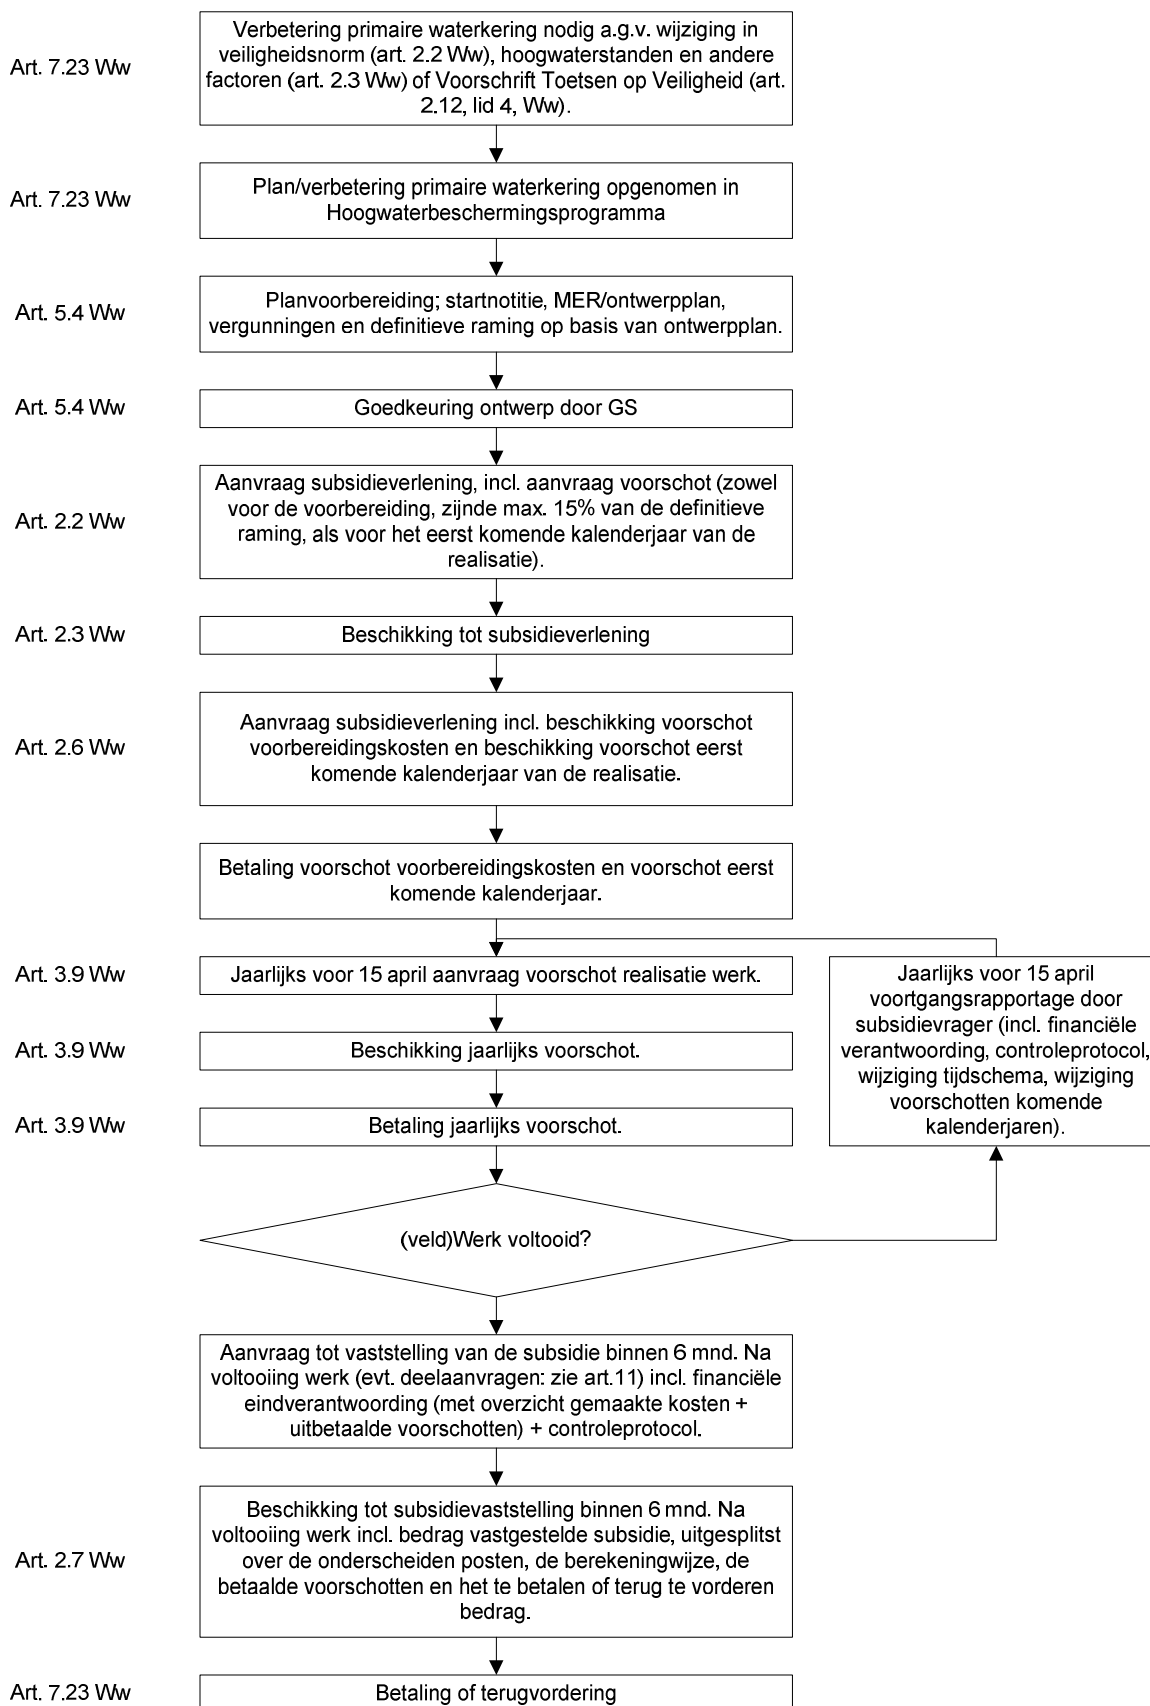 Art. 7.23 Ww
Verbetering primaire waterkering nodig a.g.v. wijziging in
veiligheidsnorm (art. 2.2 Ww), hoogwaterstanden en andere
factoren (art. 2.3 Ww) of Voorschrift Toetsen op Veiligheid (art.
2.12, lid 4, Ww).
Art. 7.23 Ww
Plan/verbetering primaire waterkering opgenomen in
Hoogwaterbeschermingsprogramma
Art. 5.4 Ww
Planvoorbereiding; startnotitie, MER/ontwerpplan,
vergunningen en definitieve raming op basis van ontwerpplan.
Art. 5.4 Ww
Goedkeuring ontwerp door GS
Art. 2.2 Ww
Aanvraag subsidieverlening, incl. aanvraag voorschot (zowel
voor de voorbereiding, zijnde max. 15% van de definitieve
raming, als voor het eerst komende kalenderjaar van de
realisatie).
Art. 2.3 Ww
Beschikking tot subsidieverlening
Art. 2.6 Ww
Aanvraag subsidieverlening incl. beschikking voorschot
voorbereidingskosten en beschikking voorschot eerst
komende kalenderjaar van de realisatie.
Betaling voorschot voorbereidingskosten en voorschot eerst
komende kalenderjaar.
Art. 3.9 Ww
Jaarlijks voor 15 april aanvraag voorschot realisatie werk.
Art. 3.9 Ww
Beschikking jaarlijks voorschot.
Art. 3.9 Ww
Betaling jaarlijks voorschot.
Jaarlijks voor 15 april
voortgangsrapportage door
subsidievrager (incl. financiële
verantwoording, controleprotocol,
wijziging tijdschema, wijziging
voorschotten komende
kalenderjaren).
(veld)Werk voltooid?
Aanvraag tot vaststelling van de subsidie binnen 6 mnd. Na
voltooiing werk (evt. deelaanvragen: zie art.11) incl. financiële
eindverantwoording (met overzicht gemaakte kosten +
uitbetaalde voorschotten) + controleprotocol.
Art. 2.7 Ww
Beschikking tot subsidievaststelling binnen 6 mnd. Na
voltooiing werk incl. bedrag vastgestelde subsidie, uitgesplitst
over de onderscheiden posten, de berekeningwijze, de
betaalde voorschotten en het te betalen of terug te vorderen
bedrag.
Art. 7.23 Ww
Betaling of terugvordering